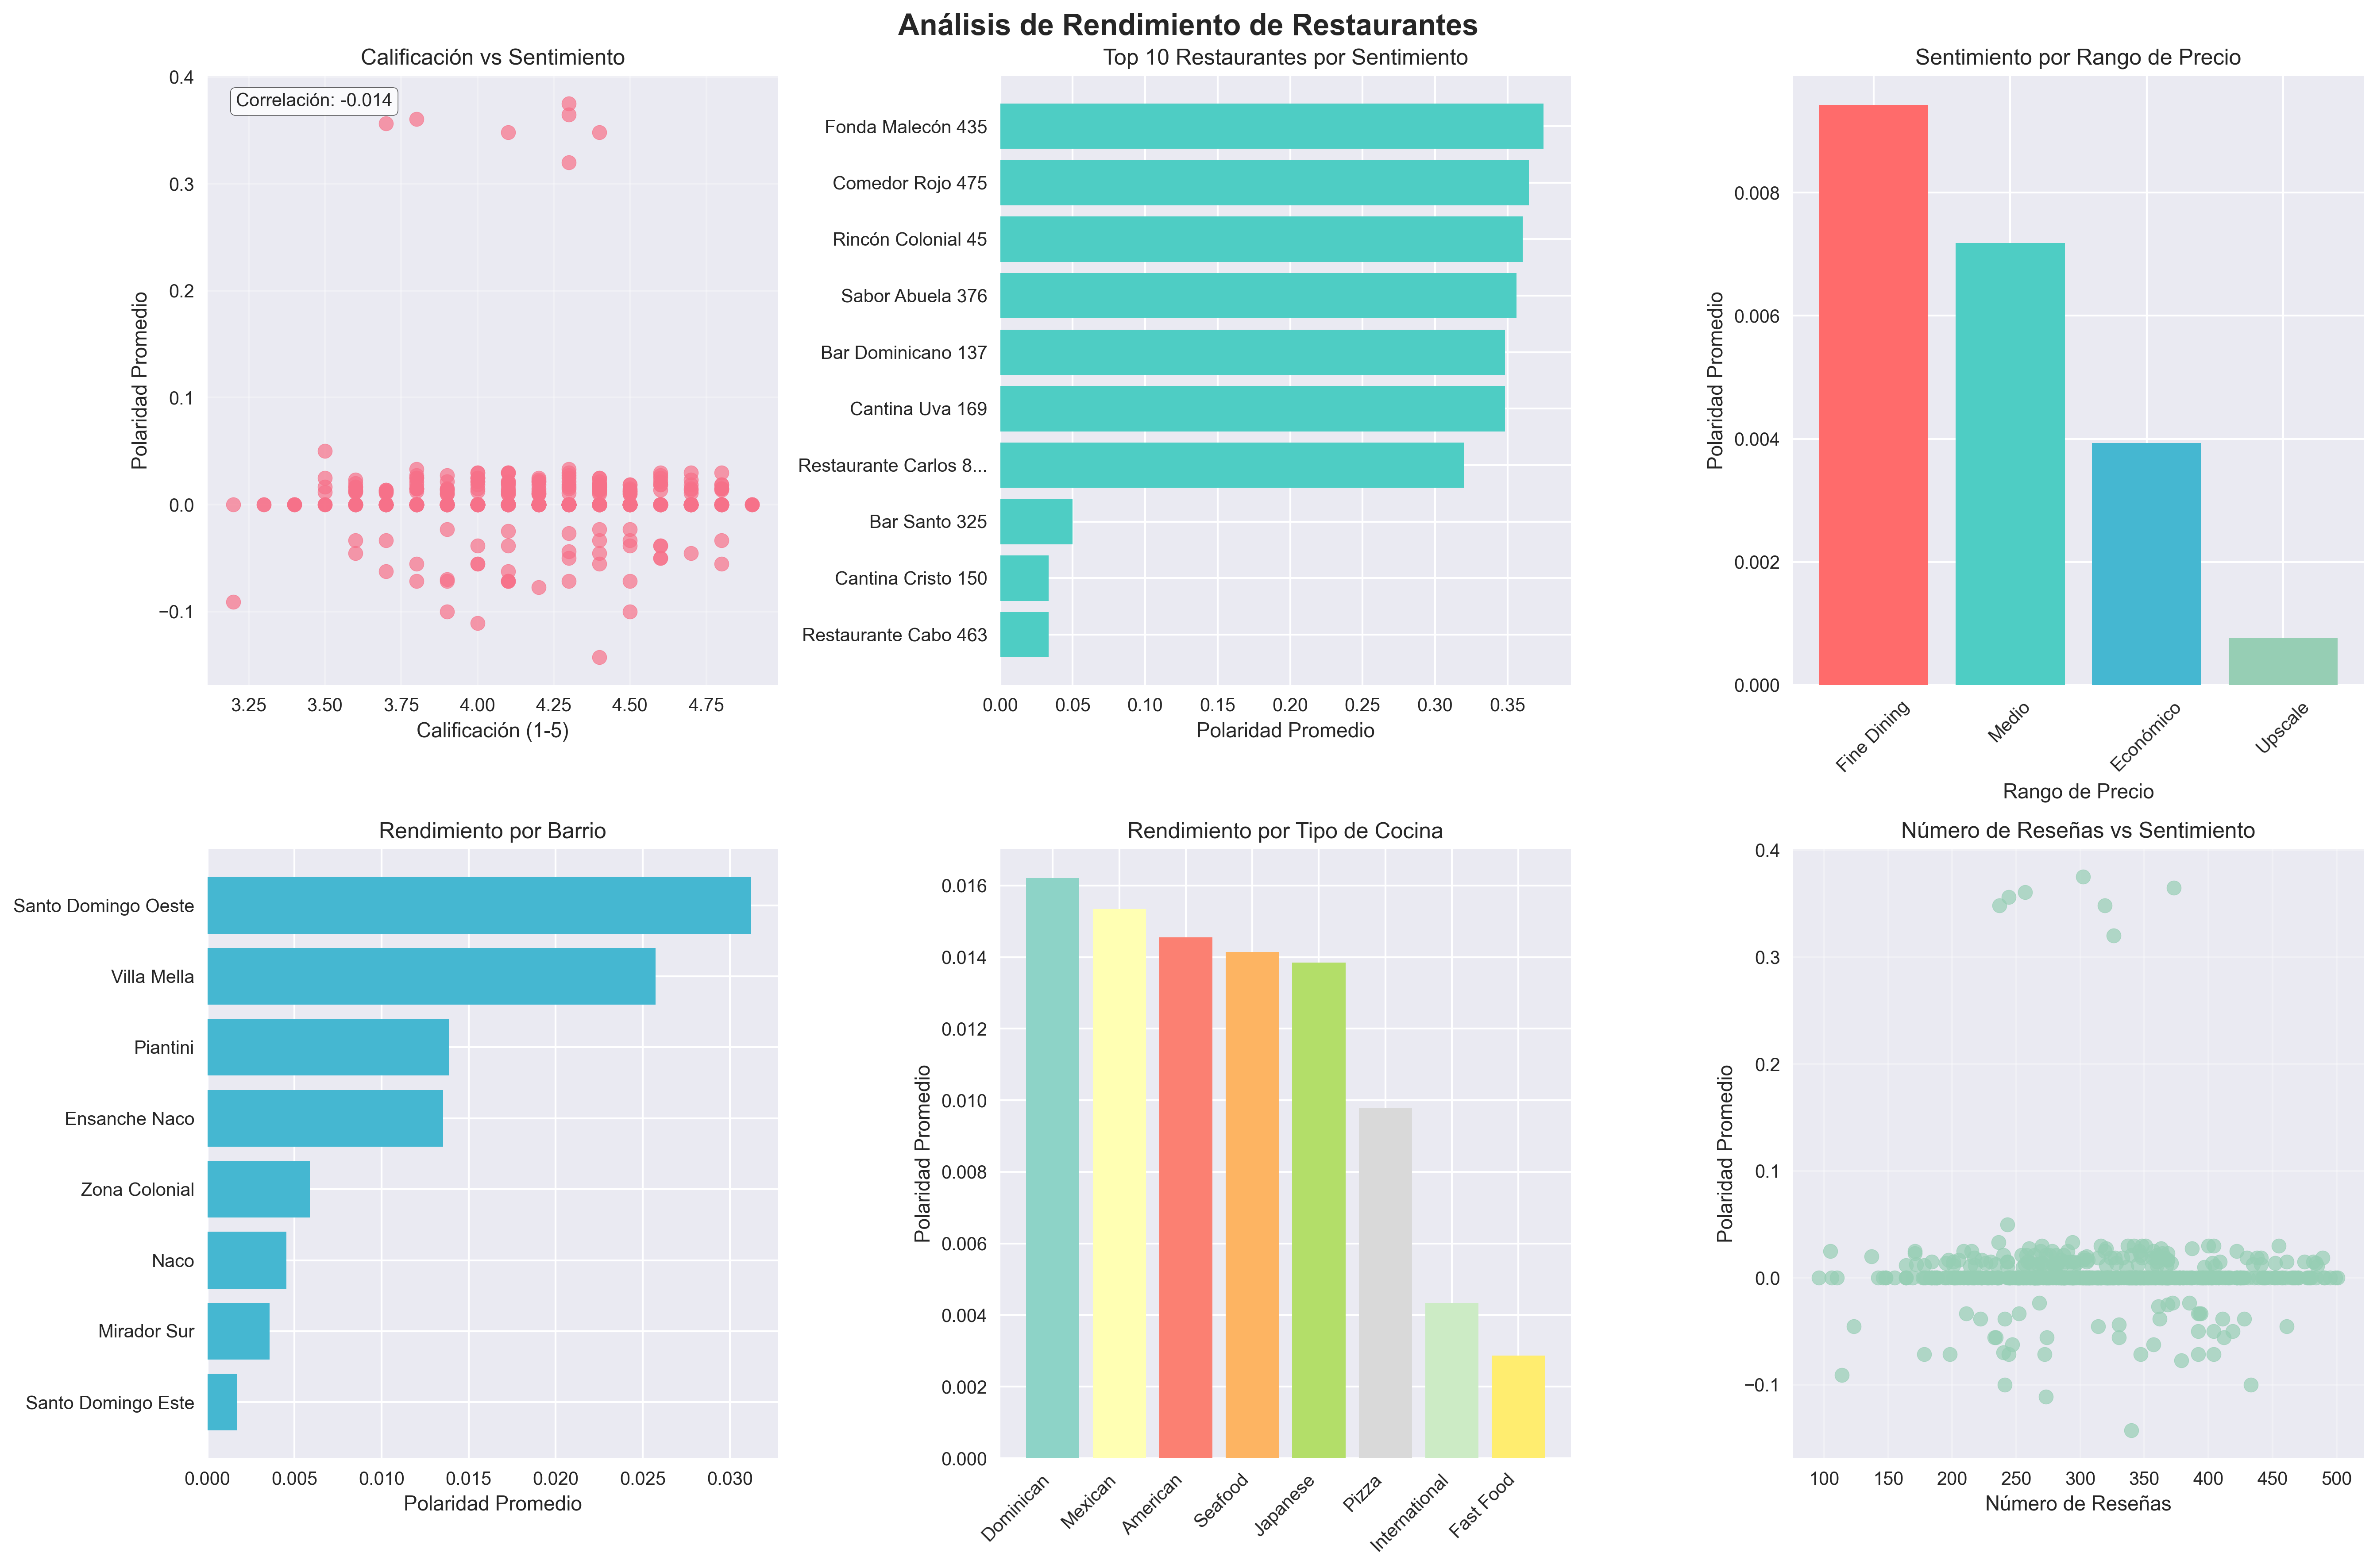 Análisis de Rendimiento de Restaurantes
Calificación vs Sentimiento
Correlación: -0.014
0.4
0.3
0.2
0.1
0.0
−0.1
Polaridad Promedio
3.25 3.50 3.75 4.00 4.25 4.50 4.75
Calificación (1-5)
Top 10 Restaurantes por Sentimiento
Fonda Malecón 435
Comedor Rojo 475
Rincón Colonial 45
Sabor Abuela 376
Bar Dominicano 137
Cantina Uva 169
Restaurante Carlos 8...
Bar Santo 325
Cantina Cristo 150
Restaurante Cabo 463
0.00 0.05 0.10 0.15 0.20 0.25 0.30 0.35
Polaridad Promedio
Sentimiento por Rango de Precio
0.008
0.006
0.004
0.002
0.000
Polaridad Promedio
Fine Dining
Medio
Económico
Upscale
Rango de Precio
Rendimiento por Barrio
Santo Domingo Oeste
Villa Mella
Piantini
Ensanche Naco
Zona Colonial
Naco
Mirador Sur
Santo Domingo Este
0.000 0.005 0.010 0.015 0.020 0.025 0.030
Polaridad Promedio
Rendimiento por Tipo de Cocina
0.016
0.014
0.012
0.010
0.008
0.006
0.004
0.002
0.000
Polaridad Promedio
Dominican
Mexican
American
Seafood
Japanese
Pizza
International
Fast Food
Número de Reseñas vs Sentimiento
0.4
0.3
0.2
0.1
0.0
−0.1
Polaridad Promedio
100 150 200 250 300 350 400 450 500
Número de Reseñas